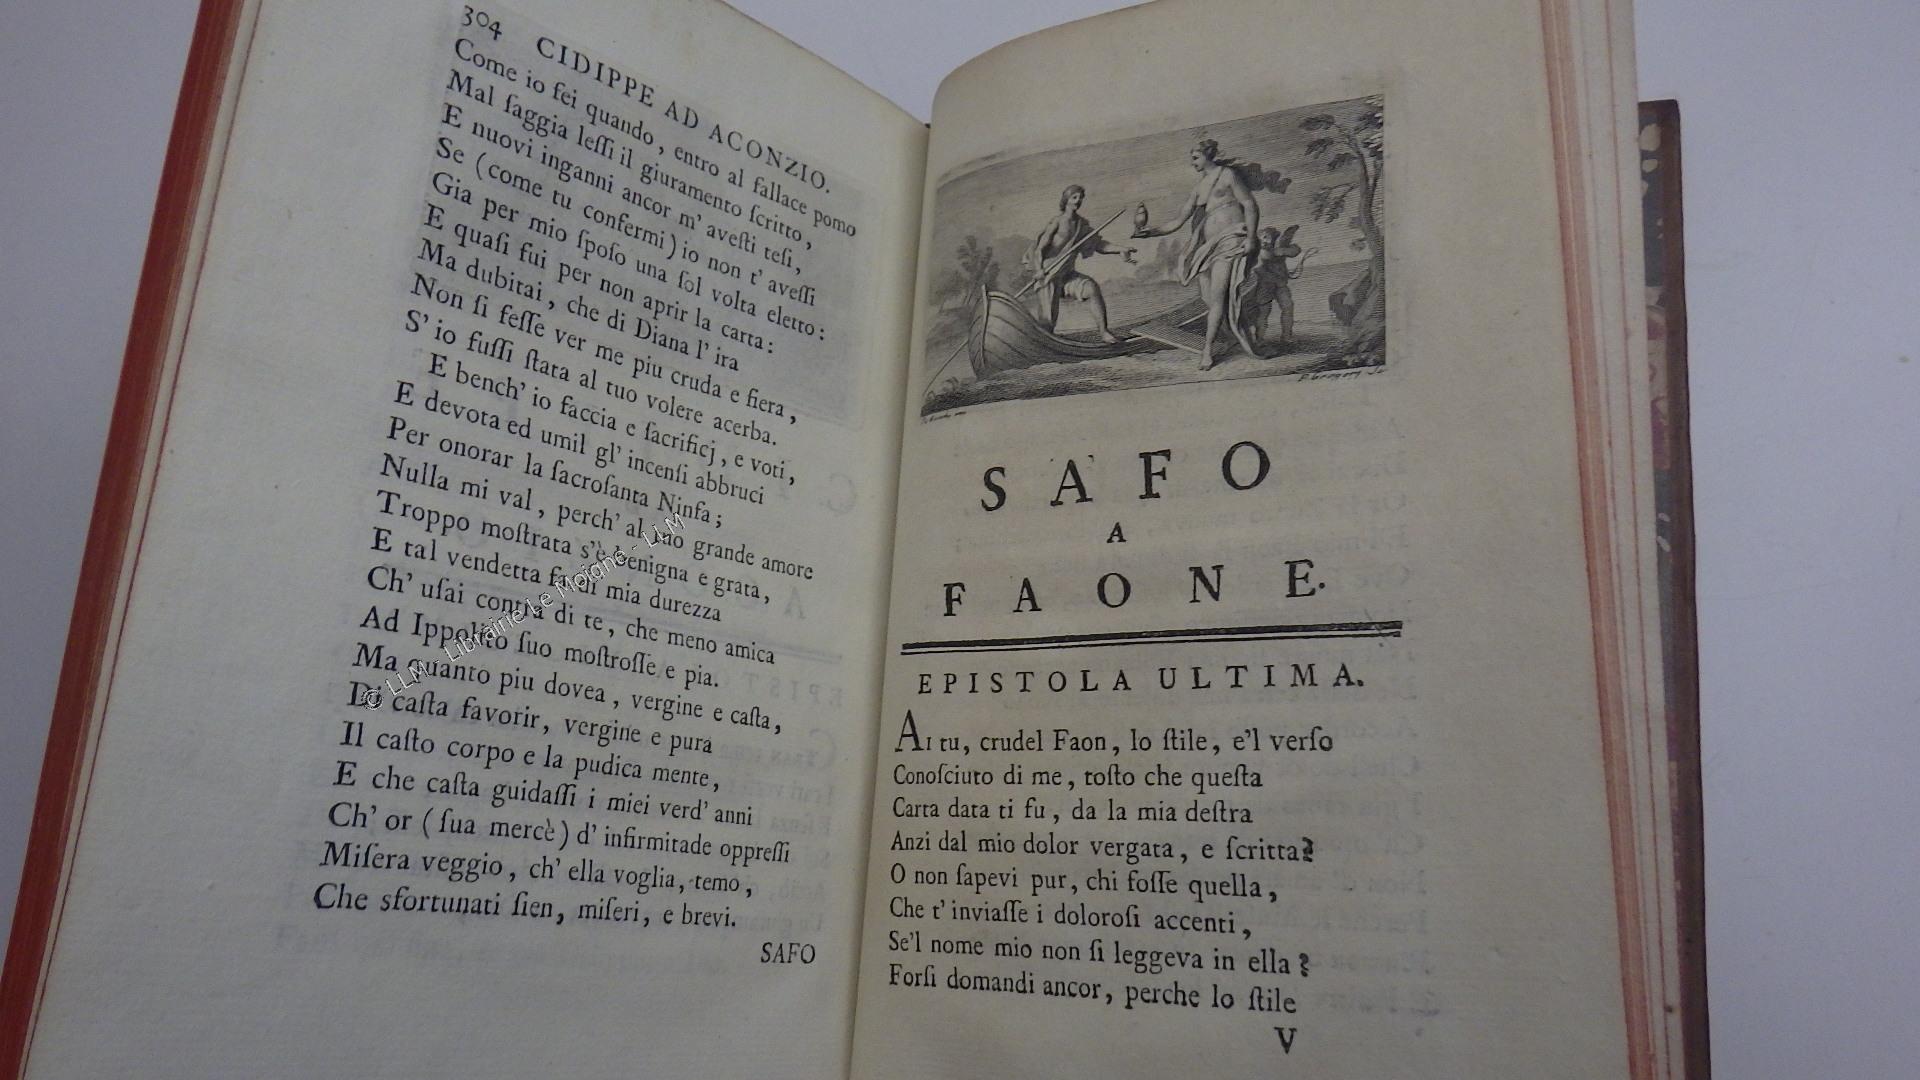 304 CIDIPPE AD ACONZIO.
Come io fei quando, entro al fallace pomo
Mal ſaggia leſſi il giuramento ſcritto,
E nuovi inganni ancor m' aveſti teſi,
Se (come tu confermi) io non t' aveſſi
Gia per mio ſpoſo una ſol volta eletto:
E quaſi fui per non aprir la carta:
Ma dubitai, che di Diana l' ira
Non ſi feſſe ver me piu cruda e fiera,
S' io fuſſi ſtata al tuo volere acerba.
E bench' io faccia e ſacrificj, e voti,
E devota ed umil gl' incenſi abbruci
Per onorar la ſacroſanta Ninfa;
Nulla mi val, perch' al tuo grande amore
Troppo moſtrata s'è benigna e grata,
E tal vendetta fa di mia durezza
Ch' uſai contra di te, che meno amica
Ad Ippolito ſuo moſtroſſe e pia.
Ma quanto piu dovea, vergine e caſta,
Di caſta favorir, vergine e pura
Il caſto corpo e la pudica mente,
E che caſta guidaſſi i miei verd' anni
Ch' or (ſua mercè) d' infirmitade oppreſſi
Miſera veggio, ch' ella voglia, temo,
Che sfortunati ſien, miſeri, e brevi.
SAFO
© LLM - Librairie Le Moiane - LLM
SAFO
A
FAONE.
EPISTOLA ULTIMA.
AI tu, crudel Faon, lo ſtile, e'l verſo
Conoſciuto di me, toſto che queſta
Carta data ti fu, da la mia deſtra
Anzi dal mio dolor vergata, e ſcritta?
O non ſapevi pur, chi foſſe quella,
Che t' inviaſſe i doloroſi accenti,
Se'l nome mio non ſi leggeva in ella?
Forſi domandi ancor, perche lo ſtile
V